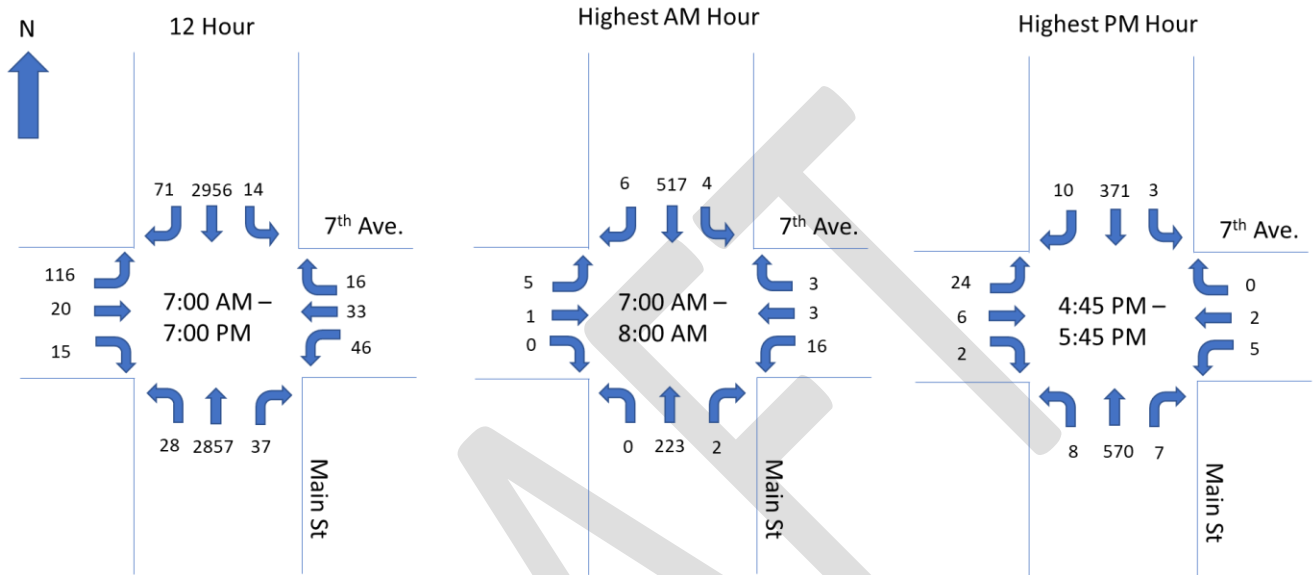 N
12 Hour
71 2956 14
7th Ave.
116
20
15
7:00 AM –
7:00 PM
16
33
46
28 2857 37
Main St
Highest AM Hour
6 517 4
7th Ave.
5
1
0
7:00 AM –
8:00 AM
3
3
16
0 223 2
Main St
Highest PM Hour
10 371 3
7th Ave.
24
6
2
4:45 PM –
5:45 PM
0
2
5
8 570 7
Main St